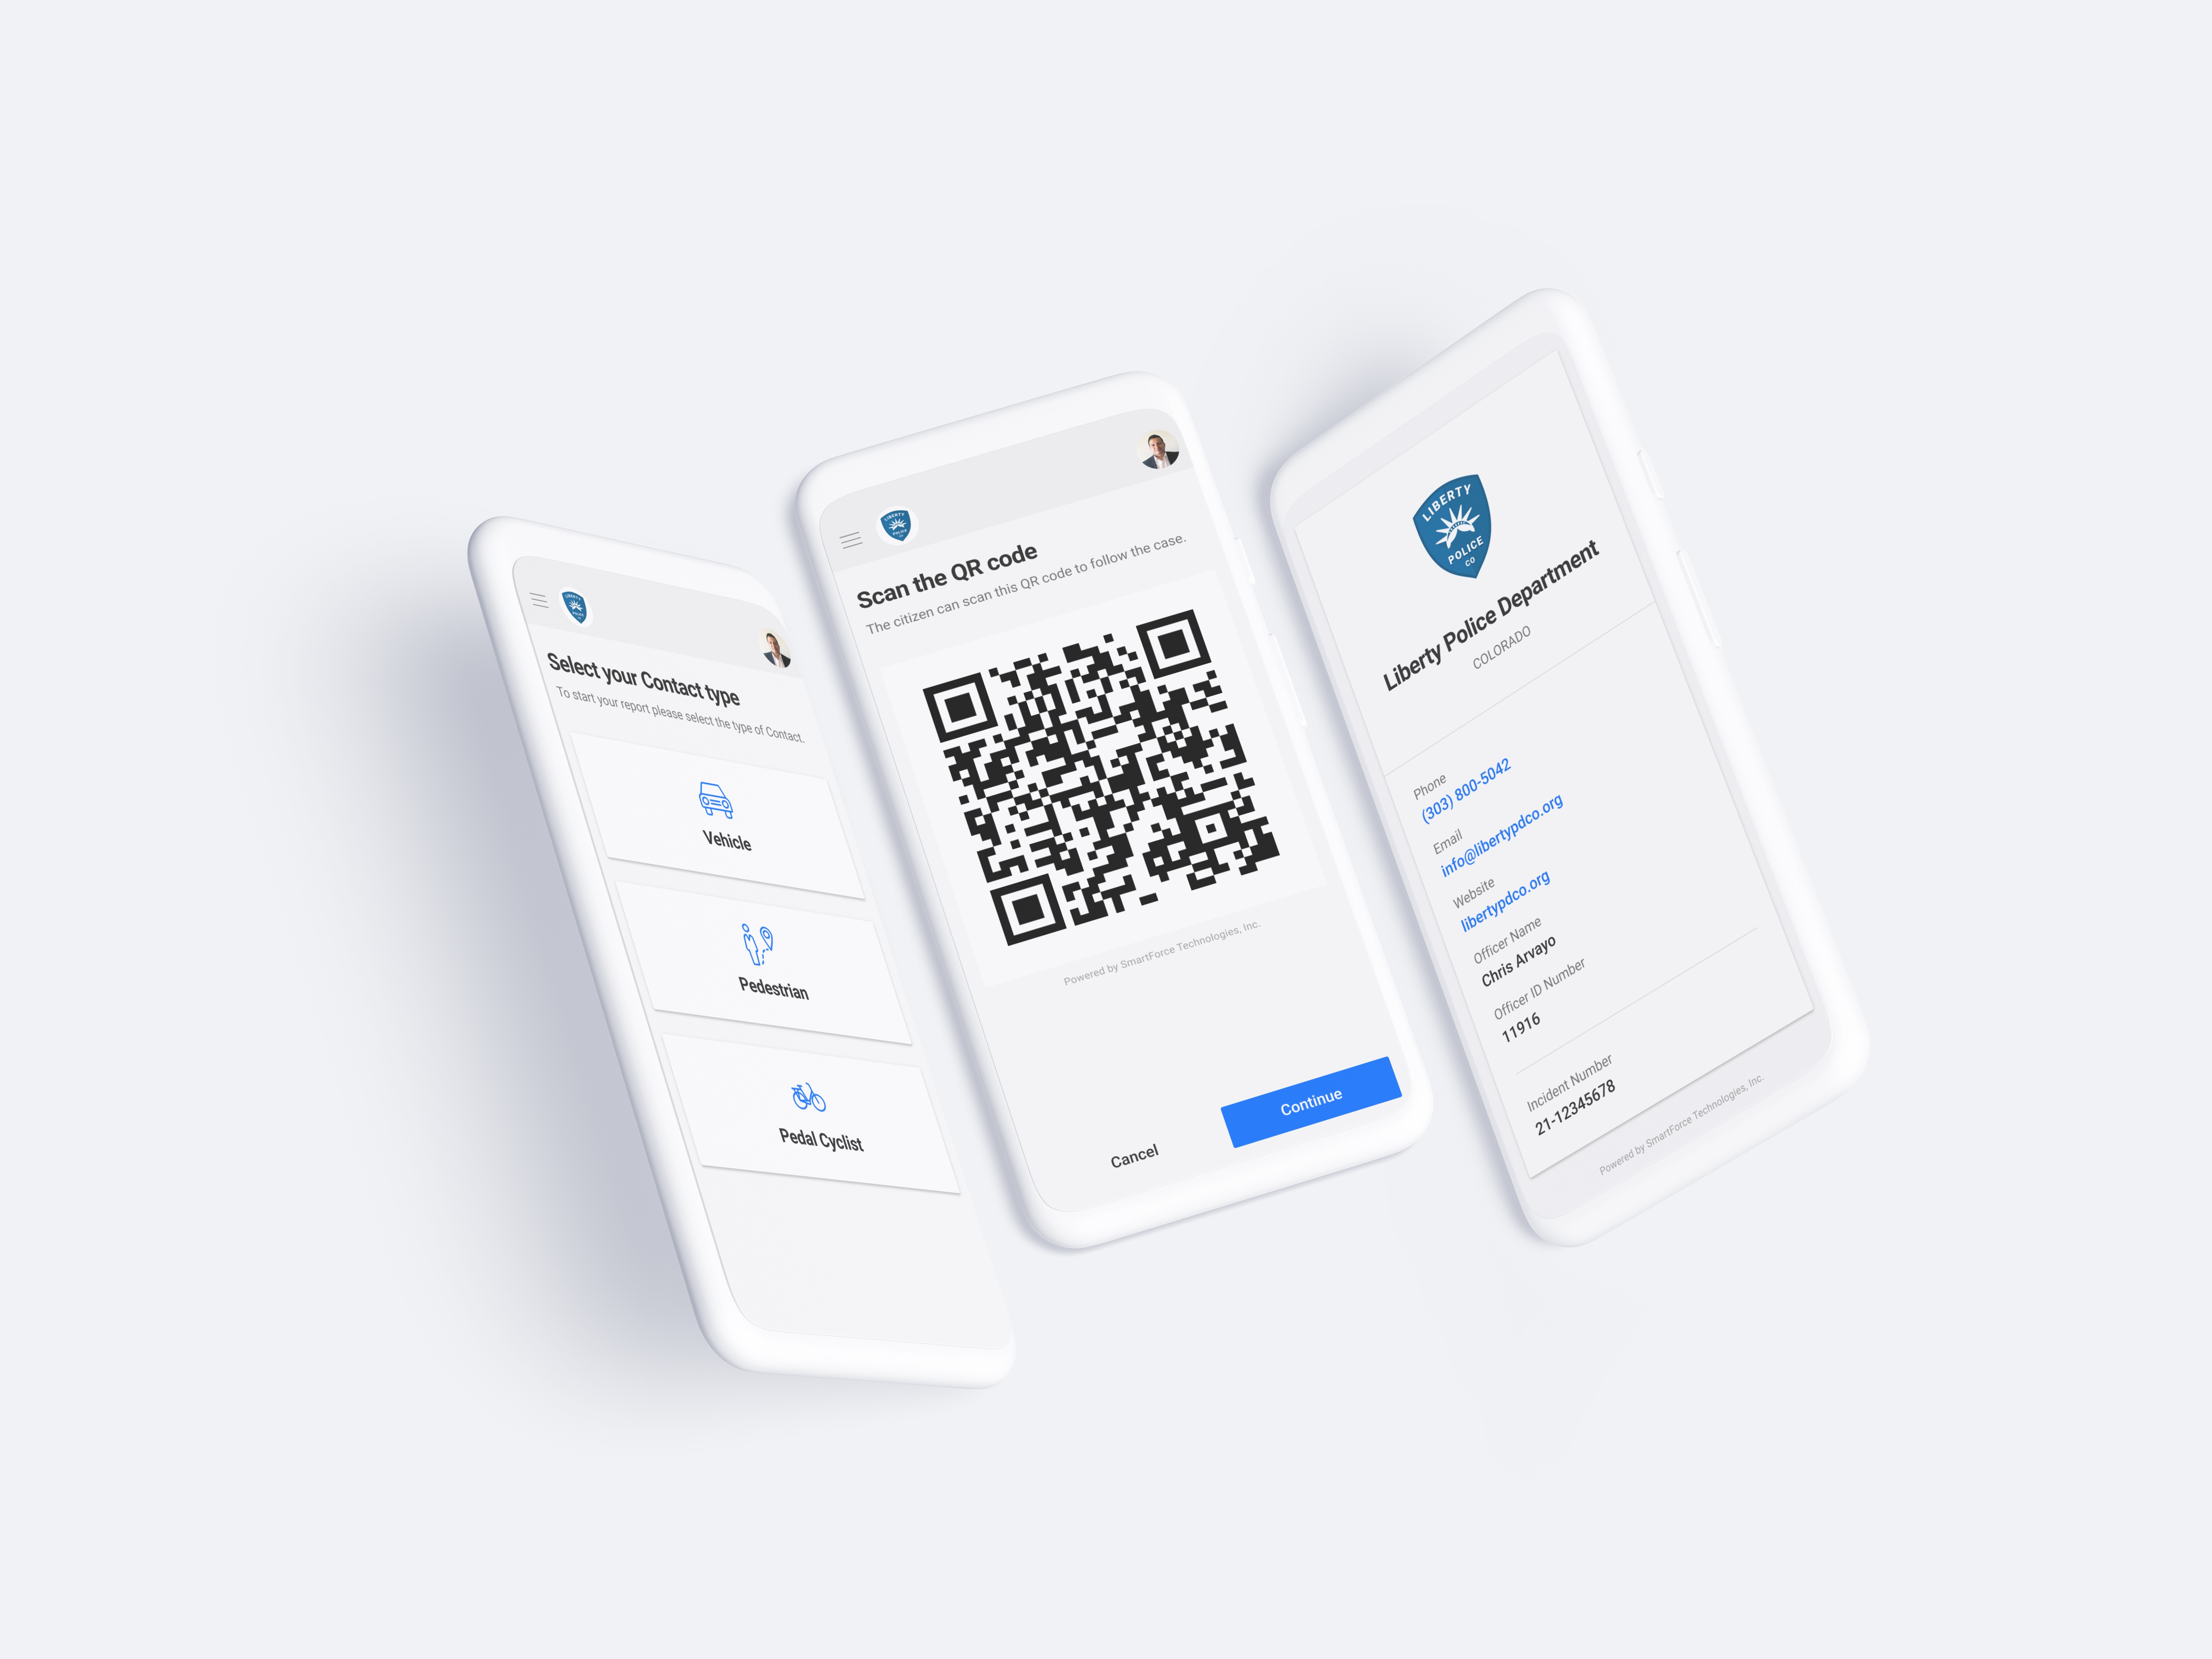 Select your Contact type
To start your report please select the type of Contact.
Vehicle
Pedestrian
Pedal Cyclist
LIBERTY
POLICE
CO
Scan the QR code
The citizen can scan this QR code to follow the case.
Powered by SmartForce Technologies, Inc.
Cancel
Continue
LIBERTY
POLICE
CO
Liberty Police Department
COLORADO
Phone
(303) 800-5042
Email
info@libertypdco.org
Website
libertypdco.org
Officer Name
Chris Arvayo
Officer ID Number
11916
Incident Number
21-12345678
Powered by SmartForce Technologies, Inc.